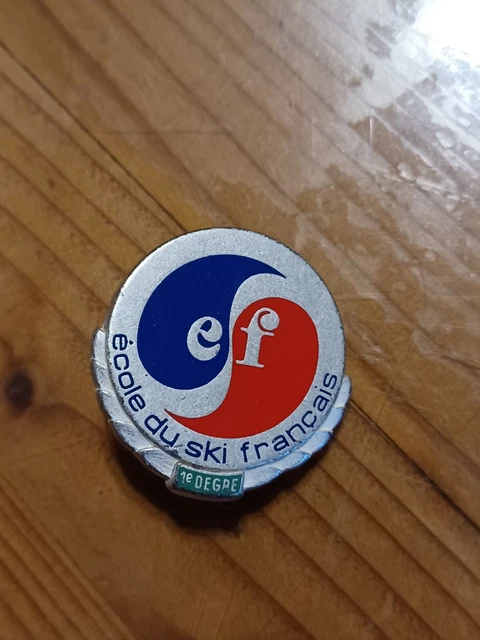 ef
école du ski français
1e DEGRE